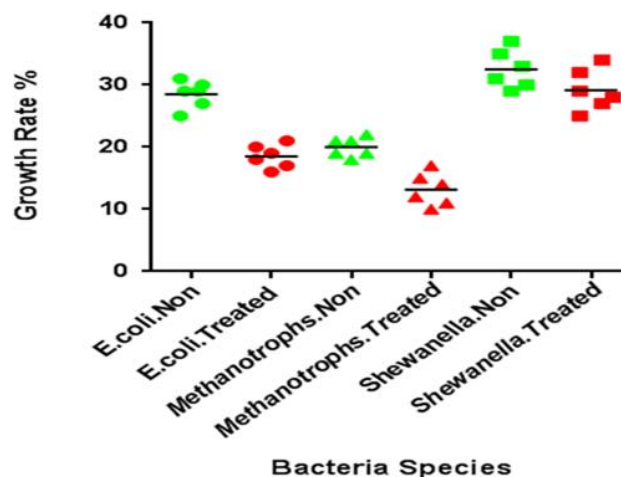 Growth Rate %
40
30
20
10
0
E.coli.Non
E.coli.Treated
Methanotrophs.Non
Methanotrophs.Treated
Shewanella.Non
Shewanella.Treated
Bacteria Species